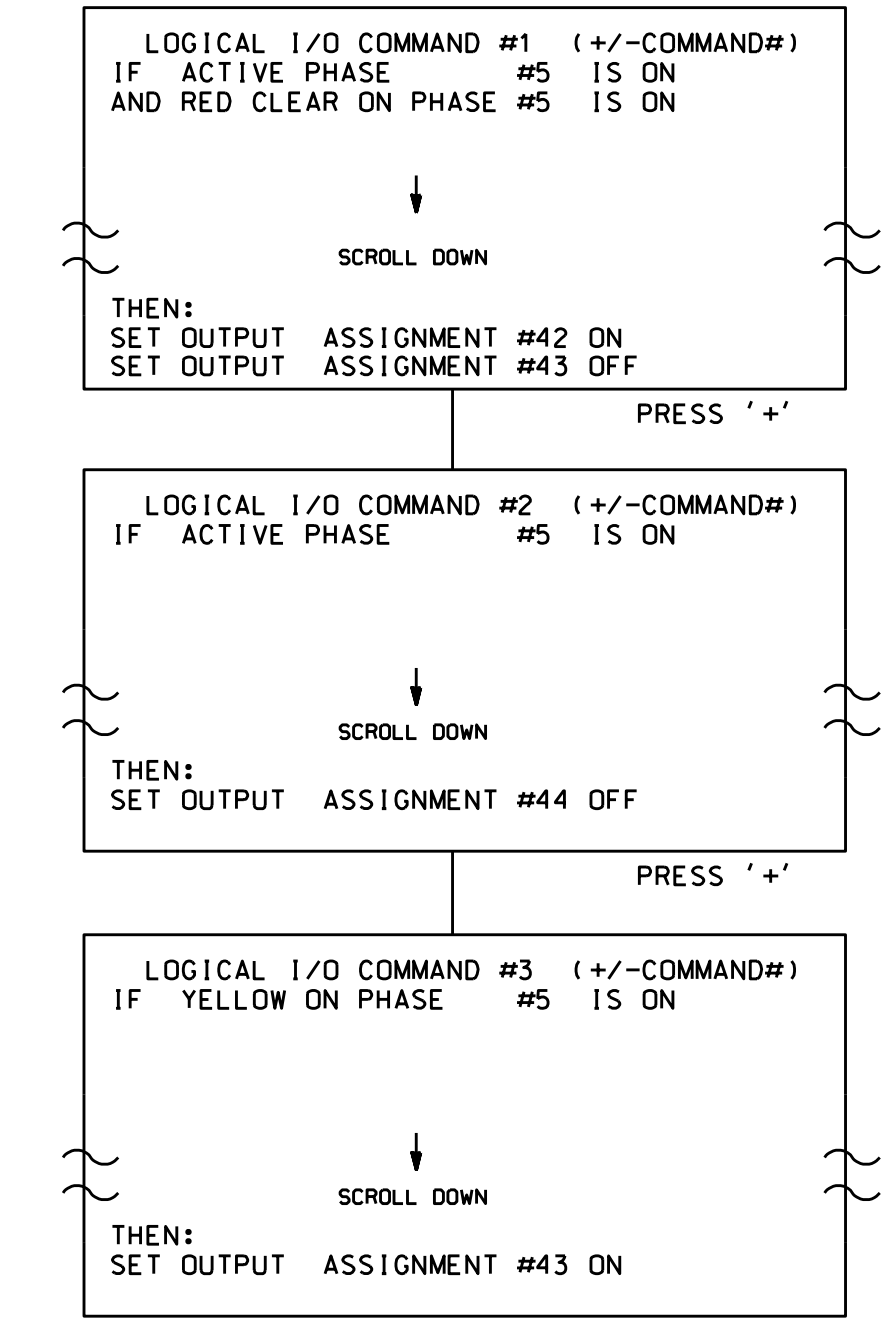 LOGICAL I/O COMMAND #1 (+/-COMMAND#)
IF ACTIVE PHASE #5 IS ON
AND RED CLEAR ON PHASE #5 IS ON
SCROLL DOWN
THEN:
SET OUTPUT ASSIGNMENT #42 ON
SET OUTPUT ASSIGNMENT #43 OFF
PRESS '+'
LOGICAL I/O COMMAND #2 (+/-COMMAND#)
IF ACTIVE PHASE #5 IS ON
SCROLL DOWN
THEN:
SET OUTPUT ASSIGNMENT #44 OFF
PRESS '+'
LOGICAL I/O COMMAND #3 (+/-COMMAND#)
IF YELLOW ON PHASE #5 IS ON
SCROLL DOWN
THEN:
SET OUTPUT ASSIGNMENT #43 ON